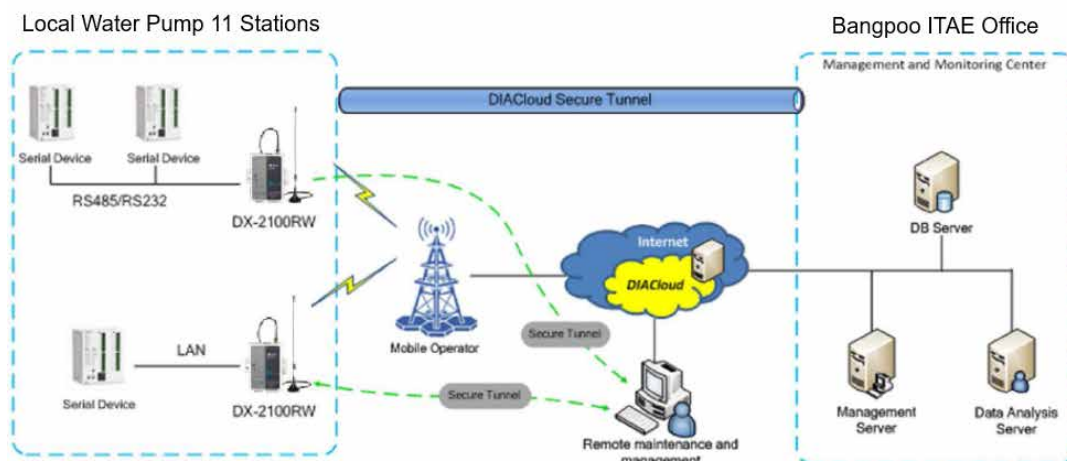 Local Water Pump 11 Stations
Bangpoo ITAE Office
Management and Monitoring Center
DIACloud Secure Tunnel
Serial Device
Serial Device
RS485/RS232
DX-2100RW
DB Server
Internet
DIACloud
Mobile Operator
Secure Tunnel
LAN
Serial Device
DX-2100RW
Secure Tunnel
Management
Server
Data Analysis
Server
Remote maintenance and
management